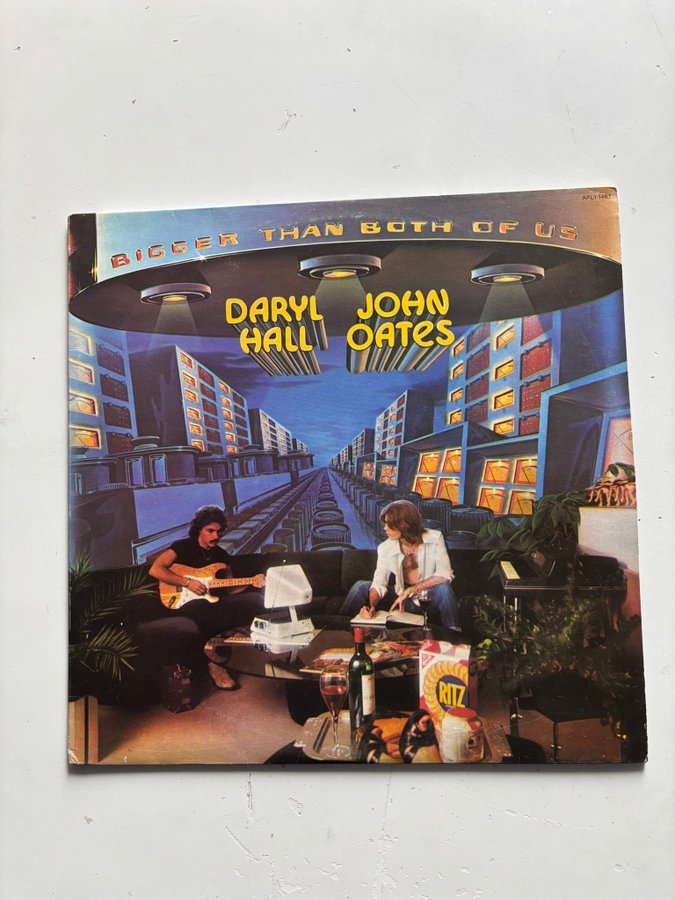 APL1-1467
BIGGER THAN BOTH OF US
DARYL JOHN
HALL OATES
RITZ